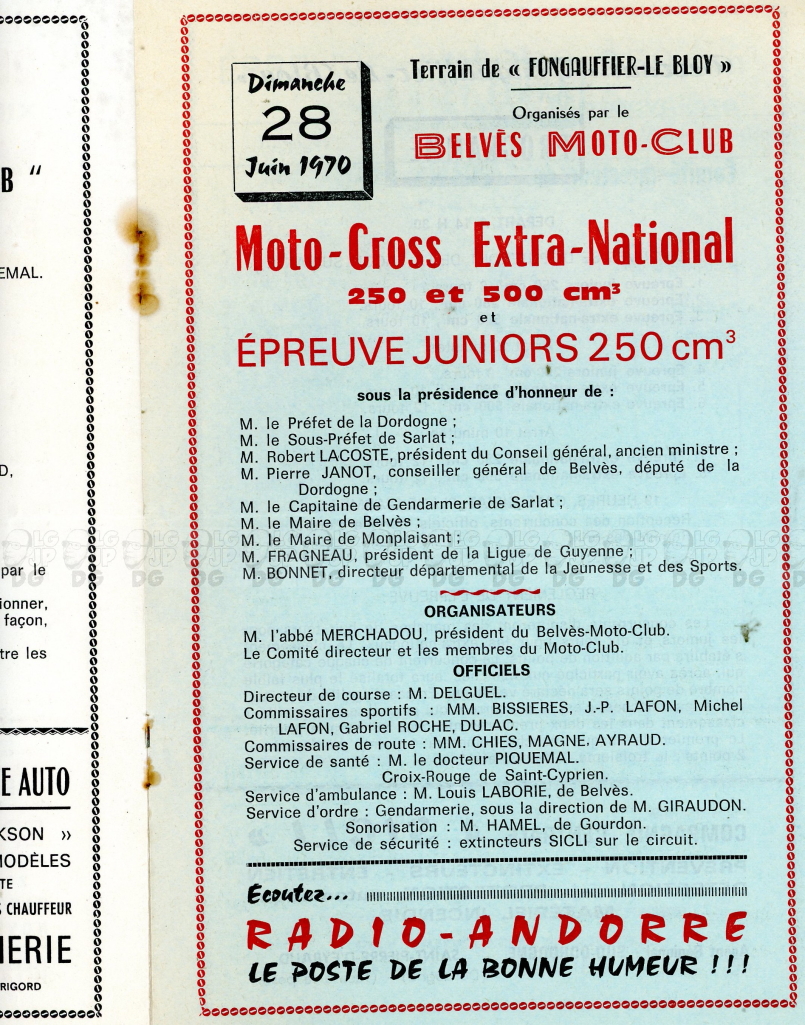 B "
EMAL.
D,
par le
ionner,
façon,
tre les
E AUTO
KSON »
MODÈLES
TE
S CHAUFFEUR
NERIE
RIGORD
Dimanche
28
Juin 1970
Terrain de « FONGAUFFIER-LE BLOY »
Organisés par le
BELVÈS MOTO-CLUB
Moto-Cross Extra-National
250 et 500 cm³
et
ÉPREUVE JUNIORS 250 cm³
sous la présidence d'honneur de :
M. le Préfet de la Dordogne ;
M. le Sous-Préfet de Sarlat ;
M. Robert LACOSTE, président du Conseil général, ancien ministre ;
M. Pierre JANOT, conseiller général de Belvès, député de la
Dordogne ;
M. le Capitaine de Gendarmerie de Sarlat ;
M. le Maire de Belvès ;
M. le Maire de Monplaisant ;
M. FRAGNEAU, président de la Ligue de Guyenne ;
M. BONNET, directeur départemental de la Jeunesse et des Sports.
ORGANISATEURS
M. l'abbé MERCHADOU, président du Belvès-Moto-Club.
Le Comité directeur et les membres du Moto-Club.
OFFICIELS
Directeur de course : M. DELGUEL.
Commissaires sportifs : MM. BISSIERES, J.-P. LAFON, Michel
LAFON, Gabriel ROCHE, DULAC.
Commissaires de route : MM. CHIES, MAGNE, AYRAUD.
Service de santé : M. le docteur PIQUEMAL.
Croix-Rouge de Saint-Cyprien.
Service d'ambulance : M. Louis LABORIE, de Belvès.
Service d'ordre : Gendarmerie, sous la direction de M. GIRAUDON.
Sonorisation : M. HAMEL, de Gourdon.
Service de sécurité : extincteurs SICLI sur le circuit.
Ecoutez...
RADIO-ANDORRE
LE POSTE DE LA BONNE HUMEUR !!!